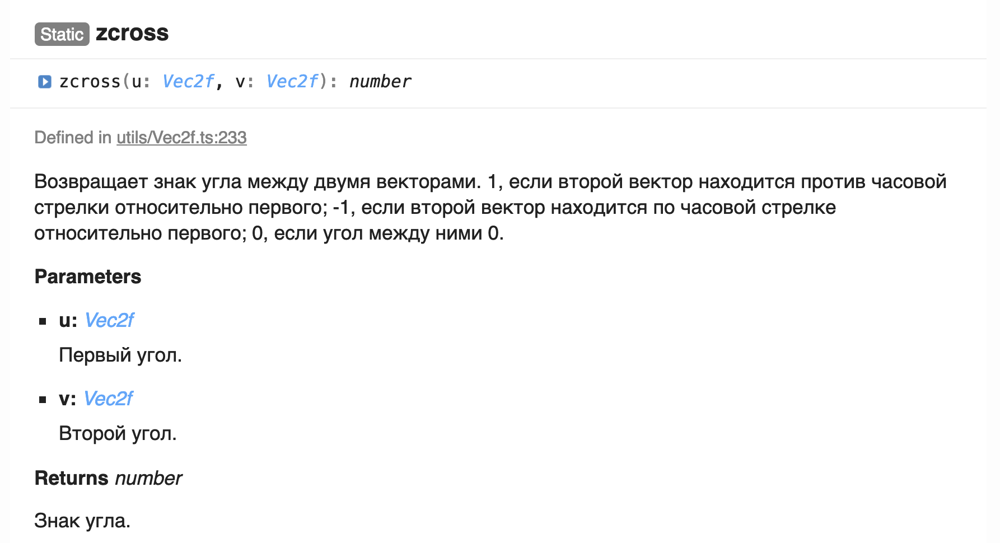 Static zcross
zcross(u: Vec2f, v: Vec2f): number
Defined in utils/Vec2f.ts:233
Возвращает знак угла между двумя векторами. 1, если второй вектор находится против часовой
стрелки относительно первого; -1, если второй вектор находится по часовой стрелке
относительно первого; 0, если угол между ними 0.
Parameters
u: Vec2f
Первый угол.
v: Vec2f
Второй угол.
Returns number
Знак угла.